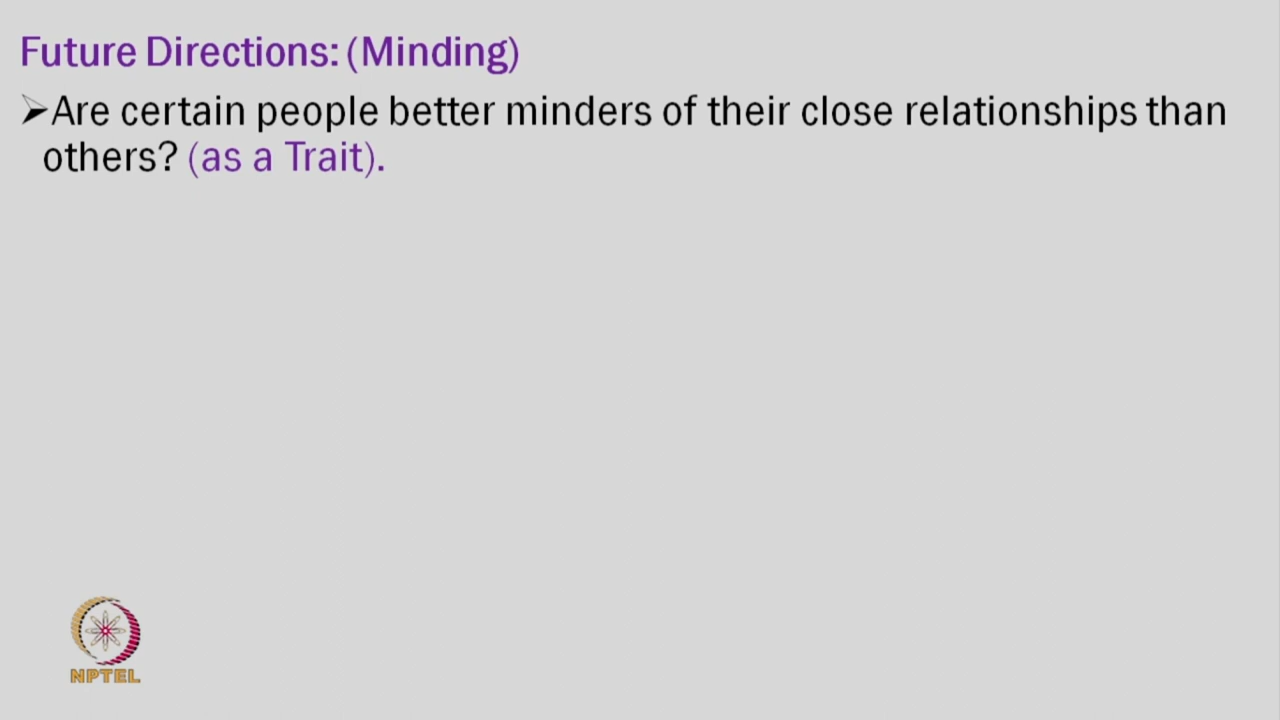 Future Directions: (Minding)
➢Are certain people better minders of their close relationships than
others? (as a Trait).
NPTEL